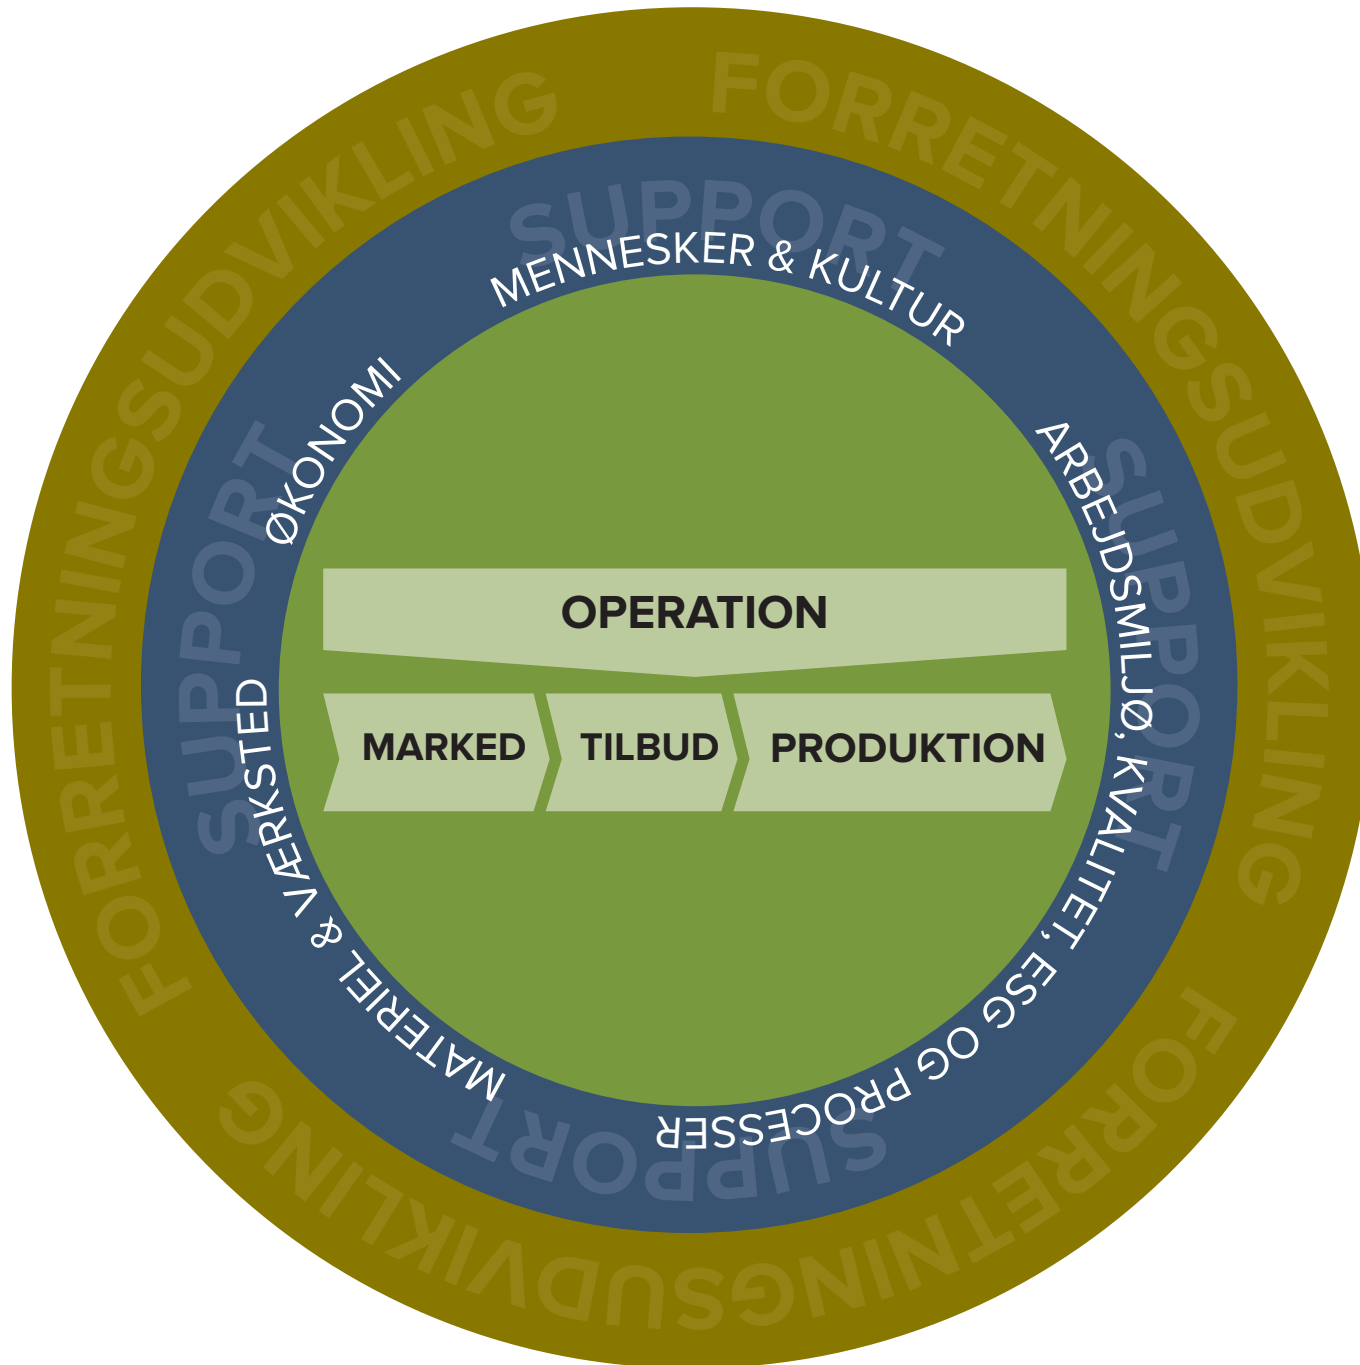 FORRETNINGSUDVIKLING
FORRETNINGSUDVIKLING
FORRETNINGSUDVIKLING
SUPPORT
SUPPORT
SUPPORT
SUPPORT
MENNESKER & KULTUR
ARBEJDSMILJØ, KVALITET, ESG OG PROCESSER
MATERIEL & VÆRKSTED
ØKONOMI
OPERATION
MARKED
TILBUD
PRODUKTION